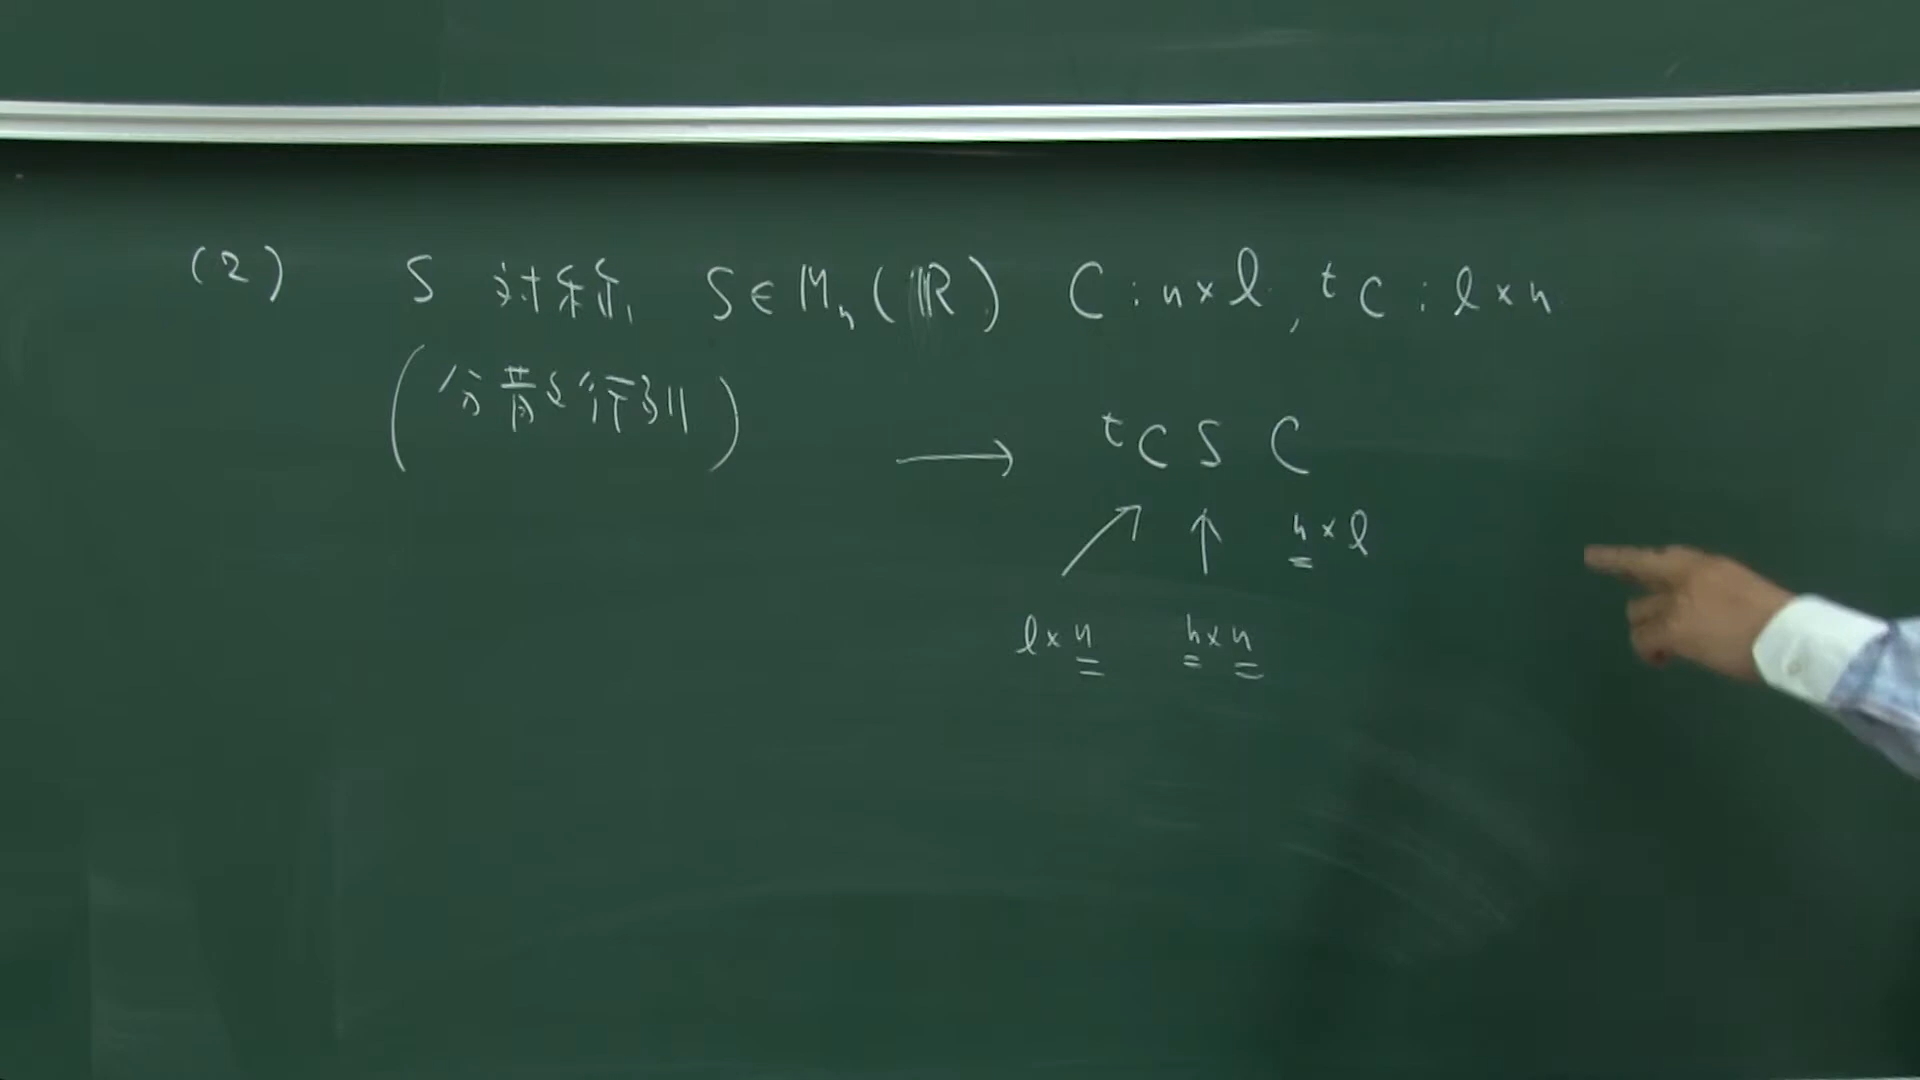 (2) S 対称, S∈Mn(ℝ) C : n×l, tC : l×n
(分散行列)
→ tC S C
n×l
l×n n×n